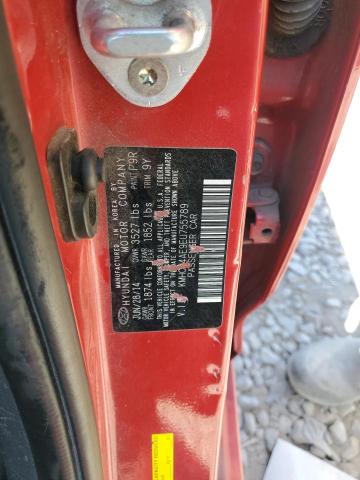 MANUFACTURED IN KOREA BY
HYUNDAI MOTOR COMPANY
JUN/28/14 GVWR 3527 lbs PAINT P9R
GAWR FRONT 1874 lbs GAWR REAR 1852 lbs TRIM 9Y
THIS VEHICLE CONFORMS TO ALL APPLICABLE U.S.A FEDERAL
MOTOR VEHICLE SAFETY AND THEFT PREVENTION STANDARDS
IN EFFECT ON THE DATE OF MANUFACTURE SHOWN ABOVE.
PASSENGER CAR